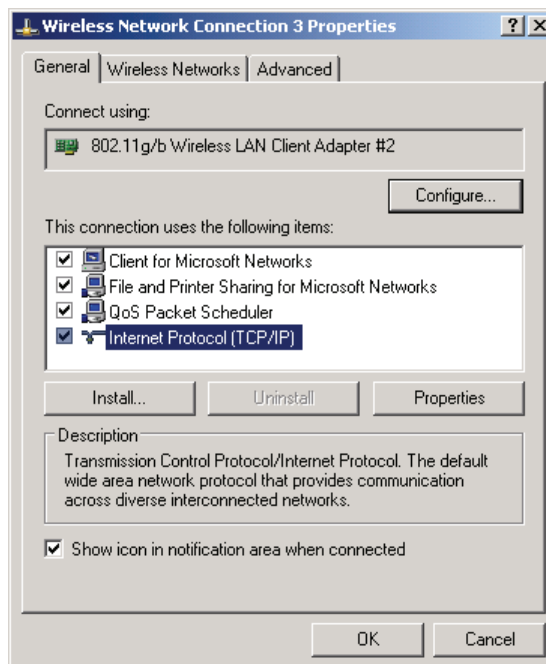 Wireless Network Connection 3 Properties
General Wireless Networks Advanced
Connect using:
802.11g/b Wireless LAN Client Adapter #2
Configure...
This connection uses the following items:
Client for Microsoft Networks
File and Printer Sharing for Microsoft Networks
QoS Packet Scheduler
Internet Protocol (TCP/IP)
Install... Uninstall Properties
Description
Transmission Control Protocol/Internet Protocol. The default
wide area network protocol that provides communication
across diverse interconnected networks.
Show icon in notification area when connected
OK Cancel